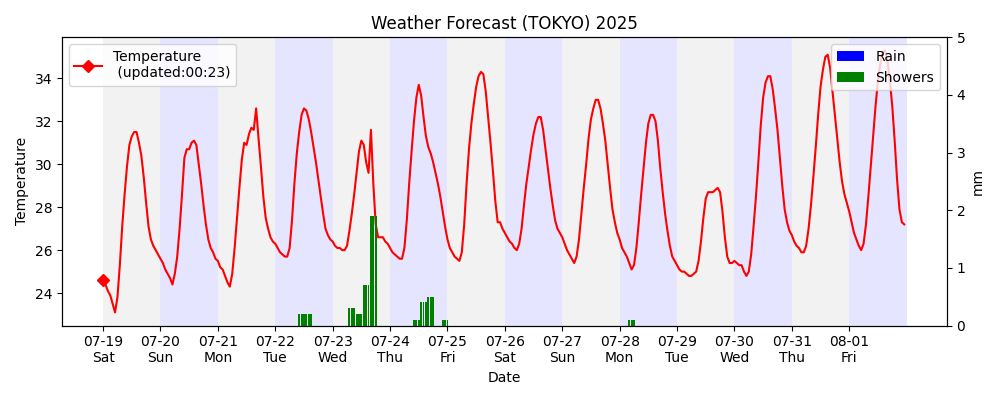 Weather Forecast (TOKYO) 2025
Temperature
(updated:00:23)
Rain
Showers
Temperature
34
32
30
28
26
24
5
4
3
2
1
0
mm
07-19 07-20 07-21 07-22 07-23 07-24 07-25 07-26 07-27 07-28 07-29 07-30 07-31 08-01
Sat Sun Mon Tue Wed Thu Fri Sat Sun Mon Tue Wed Thu Fri
Date